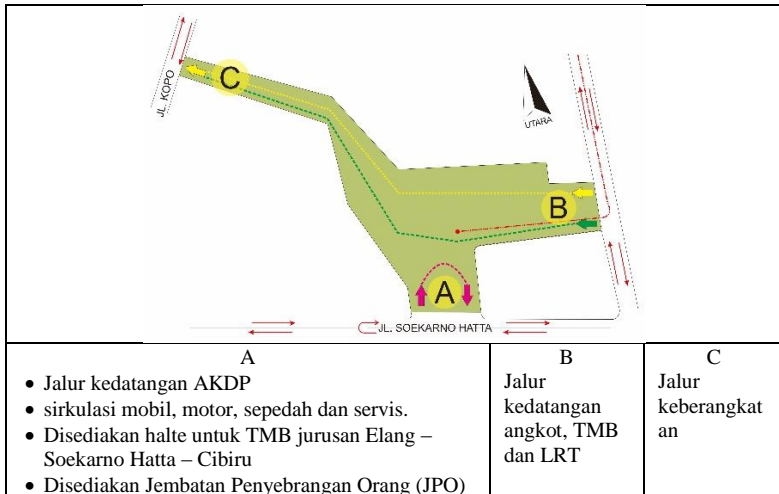 C
JL. KOPO
UTARA
B
A
JL. SOEKARNO HATTA
A
• Jalur kedatangan AKDP
• sirkulasi mobil, motor, sepedah dan servis.
• Disediakan halte untuk TMB jurusan Elang –
Soekarno Hatta – Cibiru
• Disediakan Jembatan Penyebrangan Orang (JPO)
B
Jalur
kedatangan
angkot, TMB
dan LRT
C
Jalur
keberangkat
an